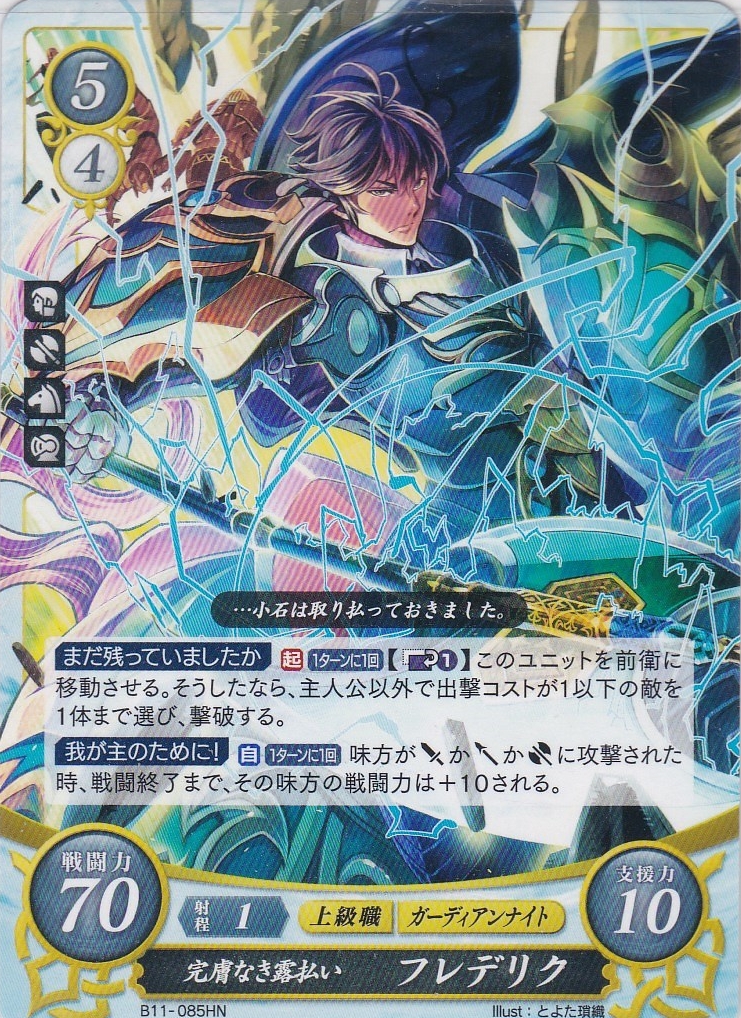 5
4
…小石は取り払っておきました。
まだ残っていましたか 起 1ターンに1回【 1】このユニットを前衛に
移動させる。そうしたなら、主人公以外で出撃コストが1以下の敵を
1体まで選び、撃破する。
我が主のために! 自 1ターンに1回 味方が か か に攻撃された
時、戦闘終了まで、その味方の戦闘力は+10される。
戦闘力
70
射程 1
上級職 ガーディアンナイト
支援力
10
完膚なき露払い フレデリク
B11-085HN
Illust:とよた瑣織